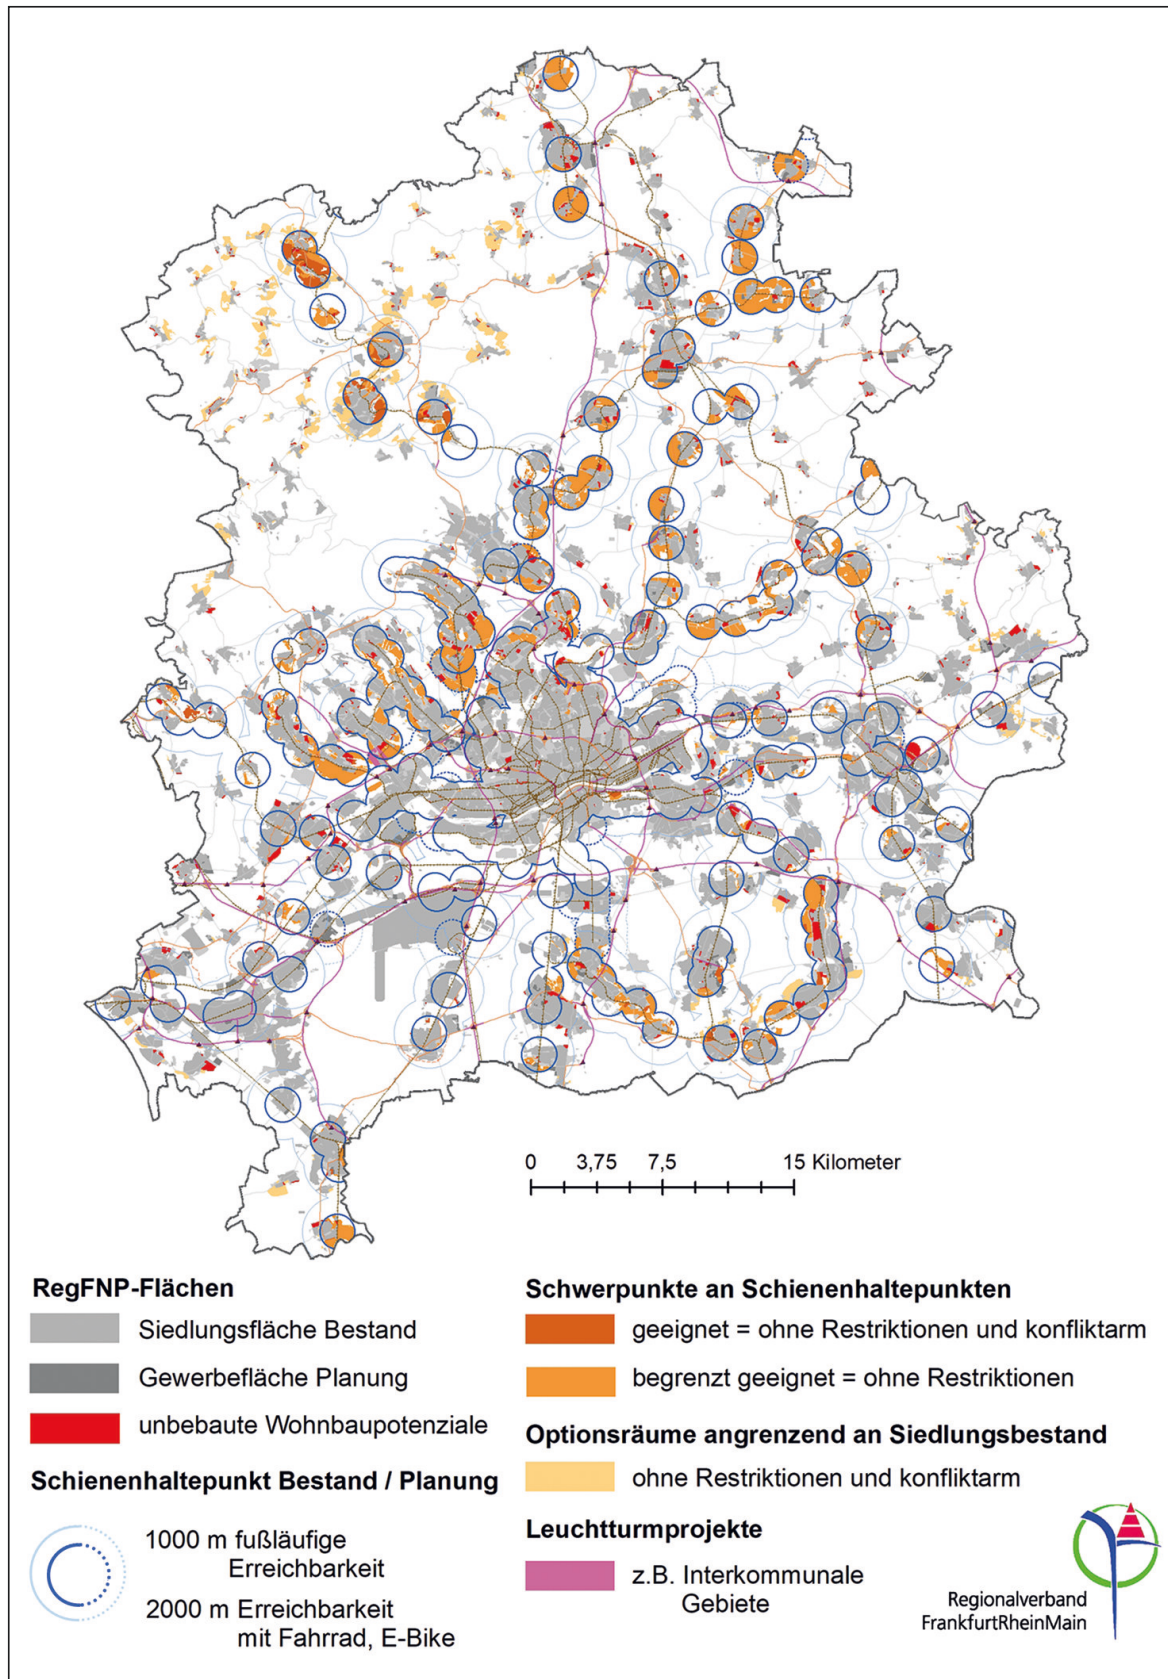 0 3,75 7,5 15 Kilometer
RegFNP-Flächen
Siedlungsfläche Bestand
Gewerbefläche Planung
unbebaute Wohnbaupotenziale
Schienenhaltepunkt Bestand / Planung
1000 m fußläufige
Erreichbarkeit
2000 m Erreichbarkeit
mit Fahrrad, E-Bike
Schwerpunkte an Schienenhaltepunkten
geeignet = ohne Restriktionen und konfliktarm
begrenzt geeignet = ohne Restriktionen
Optionsräume angrenzend an Siedlungsbestand
ohne Restriktionen und konfliktarm
Leuchtturmprojekte
z.B. Interkommunale
Gebiete
Regionalverband
FrankfurtRheinMain